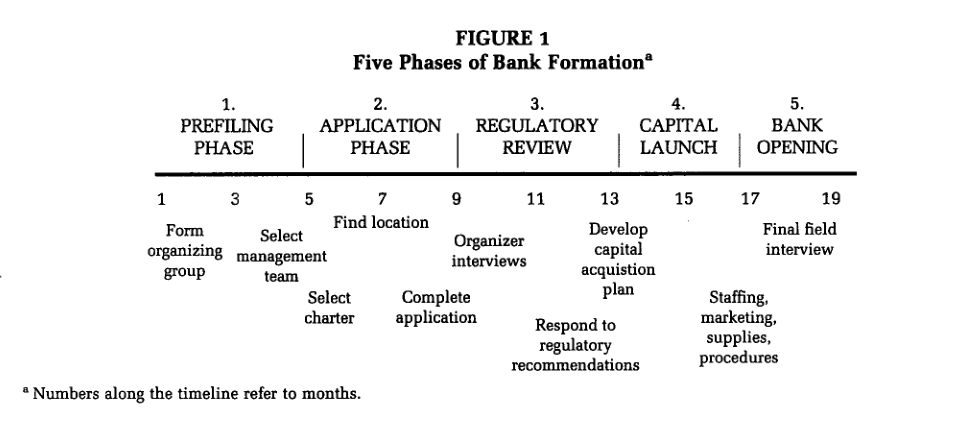 FIGURE 1
Five Phases of Bank Formationᵃ
1.
PREFILING
PHASE
2.
APPLICATION
PHASE
3.
REGULATORY
REVIEW
4.
CAPITAL
LAUNCH
5.
BANK
OPENING
1 3 5 7 9 11 13 15 17 19
Form
organizing
group
Select
management
team
Find location
Organizer
interviews
Develop
capital
acquistion
plan
Final field
interview
Select
charter
Complete
application
Respond to
regulatory
recommendations
Staffing,
marketing,
supplies,
procedures
ᵃ Numbers along the timeline refer to months.